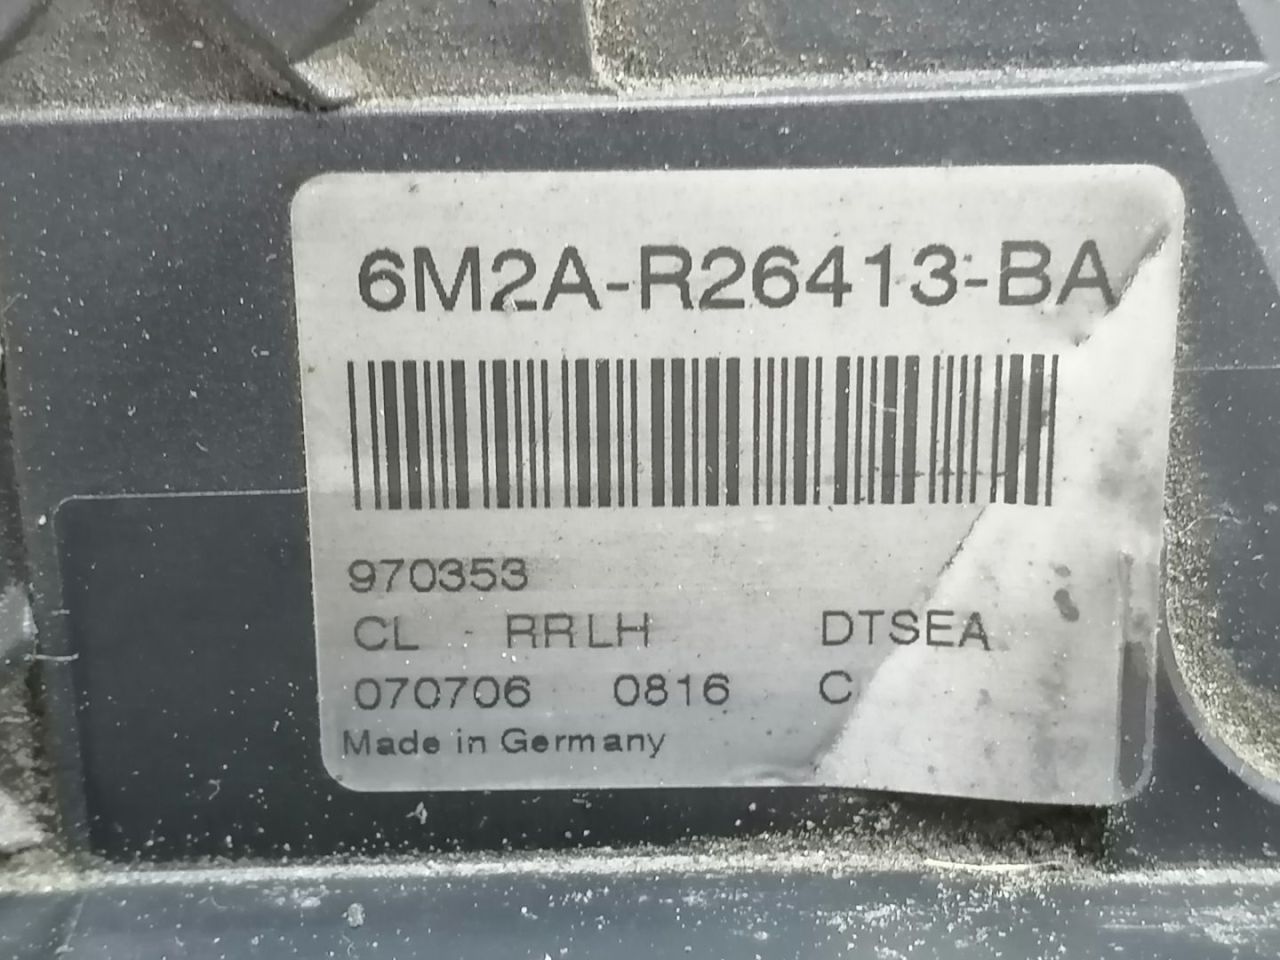 6M2A-R26413-BA
970353
CL RRLH DTSEA
070706 0816 C
Made in Germany